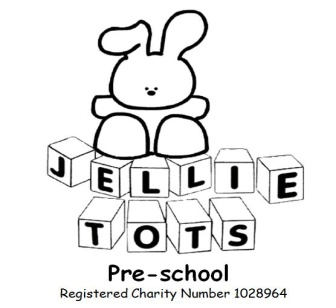 JELLIE
TOTS
Pre-school
Registered Charity Number 1028964